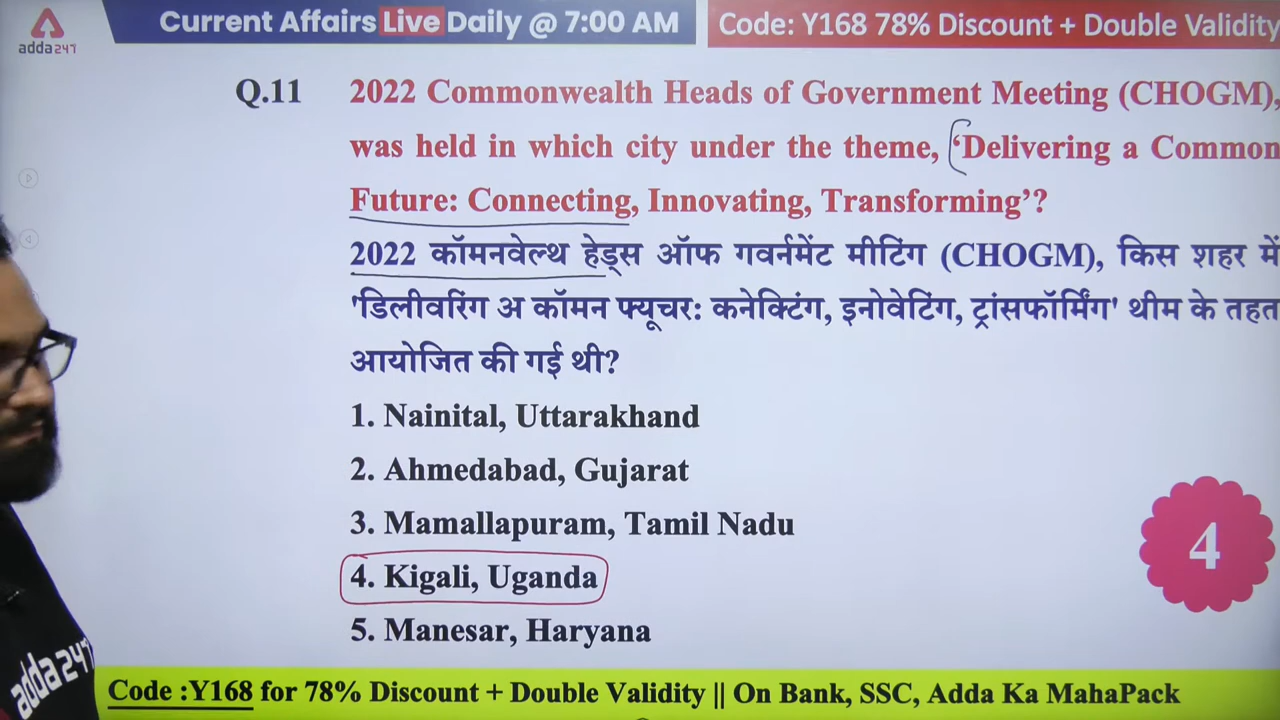 Current Affairs Live Daily @ 7:00 AM
Code: Y168 78% Discount + Double Validity
adda247
Q.11 2022 Commonwealth Heads of Government Meeting (CHOGM),
was held in which city under the theme, ‘Delivering a Common
Future: Connecting, Innovating, Transforming’?
2022 कॉमनवेल्थ हेड्स ऑफ गवर्नमेंट मीटिंग (CHOGM), किस शहर में
'डिलीवरिंग अ कॉमन फ्यूचर: कनेक्टिंग, इनोवेटिंग, ट्रांसफॉर्मिंग' थीम के तहत
आयोजित की गई थी?
1. Nainital, Uttarakhand
2. Ahmedabad, Gujarat
3. Mamallapuram, Tamil Nadu
4. Kigali, Uganda
5. Manesar, Haryana
4
adda247
Code :Y168 for 78% Discount + Double Validity || On Bank, SSC, Adda Ka MahaPack